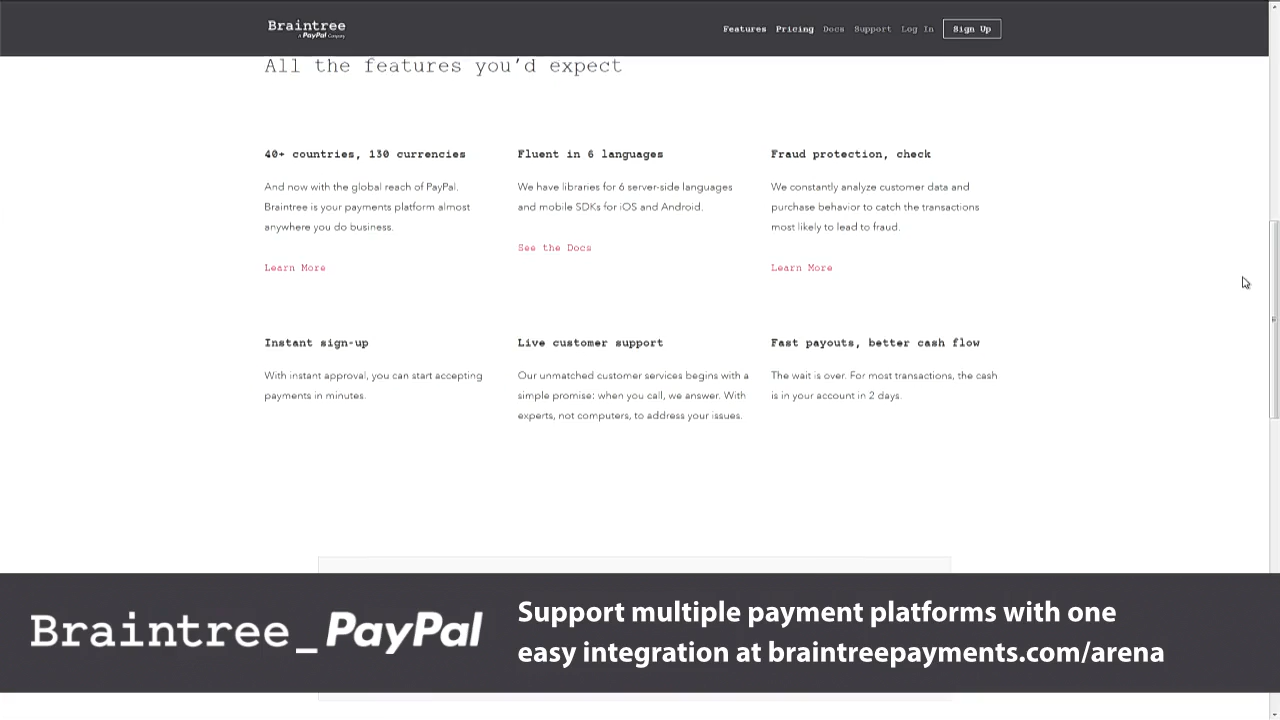 Braintree
A PayPal Company
Features Pricing Docs Support Log In Sign Up
All the features you'd expect
40+ countries, 130 currencies
And now with the global reach of PayPal,
Braintree is your payments platform almost
anywhere you do business.
Learn More
Fluent in 6 languages
We have libraries for 6 server-side languages
and mobile SDKs for iOS and Android.
See the Docs
Fraud protection, check
We constantly analyze customer data and
purchase behavior to catch the transactions
most likely to lead to fraud.
Learn More
Instant sign-up
With instant approval, you can start accepting
payments in minutes.
Live customer support
Our unmatched customer services begins with a
simple promise: when you call, we answer. With
experts, not computers, to address your issues.
Fast payouts, better cash flow
The wait is over. For most transactions, the cash
is in your account in 2 days.
Braintree_PayPal
Support multiple payment platforms with one
easy integration at braintreepayments.com/arena